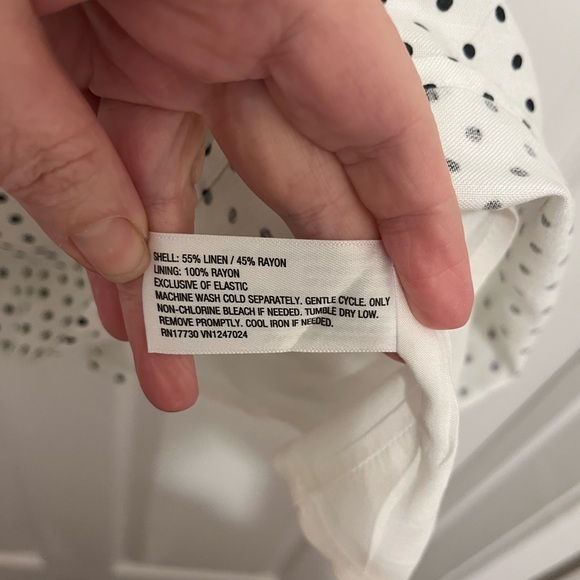 SHELL: 55% LINEN / 45% RAYON
LINING: 100% RAYON
EXCLUSIVE OF ELASTIC
MACHINE WASH COLD SEPARATELY. GENTLE CYCLE. ONLY
NON-CHLORINE BLEACH IF NEEDED. TUMBLE DRY LOW.
REMOVE PROMPTLY. COOL IRON IF NEEDED.
RN17730 VN1247024